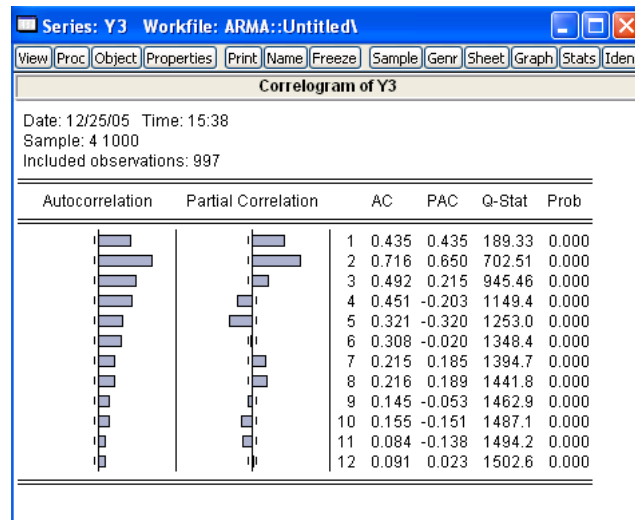 Series: Y3 Workfile: ARMA::Untitled\
View Proc Object Properties Print Name Freeze Sample Genr Sheet Graph Stats Iden
Correlogram of Y3
Date: 12/25/05 Time: 15:38
Sample: 4 1000
Included observations: 997
Autocorrelation Partial Correlation AC PAC Q-Stat Prob
1 0.435 0.435 189.33 0.000
2 0.716 0.650 702.51 0.000
3 0.492 0.215 945.46 0.000
4 0.451 -0.203 1149.4 0.000
5 0.321 -0.320 1253.0 0.000
6 0.308 -0.020 1348.4 0.000
7 0.215 0.185 1394.7 0.000
8 0.216 0.189 1441.8 0.000
9 0.145 -0.053 1462.9 0.000
10 0.155 -0.151 1487.1 0.000
11 0.084 -0.138 1494.2 0.000
12 0.091 0.023 1502.6 0.000